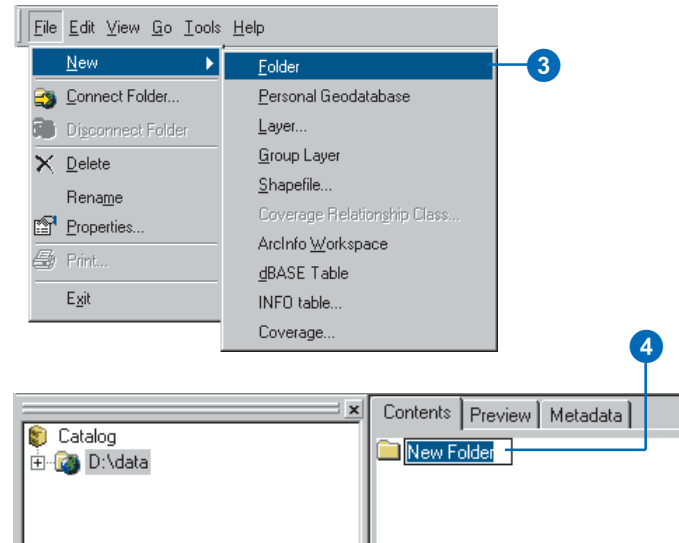 File Edit View Go Tools Help
New
Connect Folder...
Disconnect Folder
Delete
Rename
Properties...
Print...
Exit
Folder
Personal Geodatabase
Layer...
Group Layer
Shapefile...
Coverage Relationship Class...
ArcInfo Workspace
dBASE Table
INFO table...
Coverage...
3
4
Catalog
D:\data
Contents Preview Metadata
New Folder